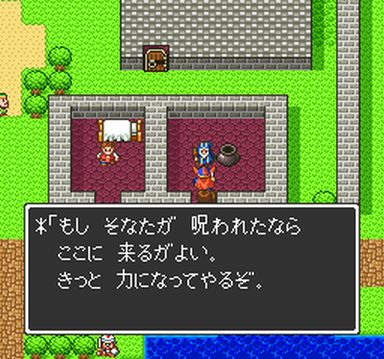 *「もし そなたが 呪われたなら
ここに 来るがよい。
きっと 力になってやるぞ。